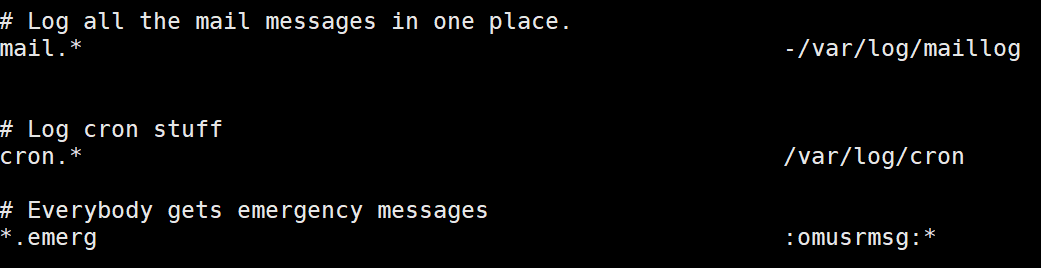 # Log all the mail messages in one place.
mail.* -/var/log/maillog
# Log cron stuff
cron.* /var/log/cron
# Everybody gets emergency messages
*.emerg :omusrmsg:*